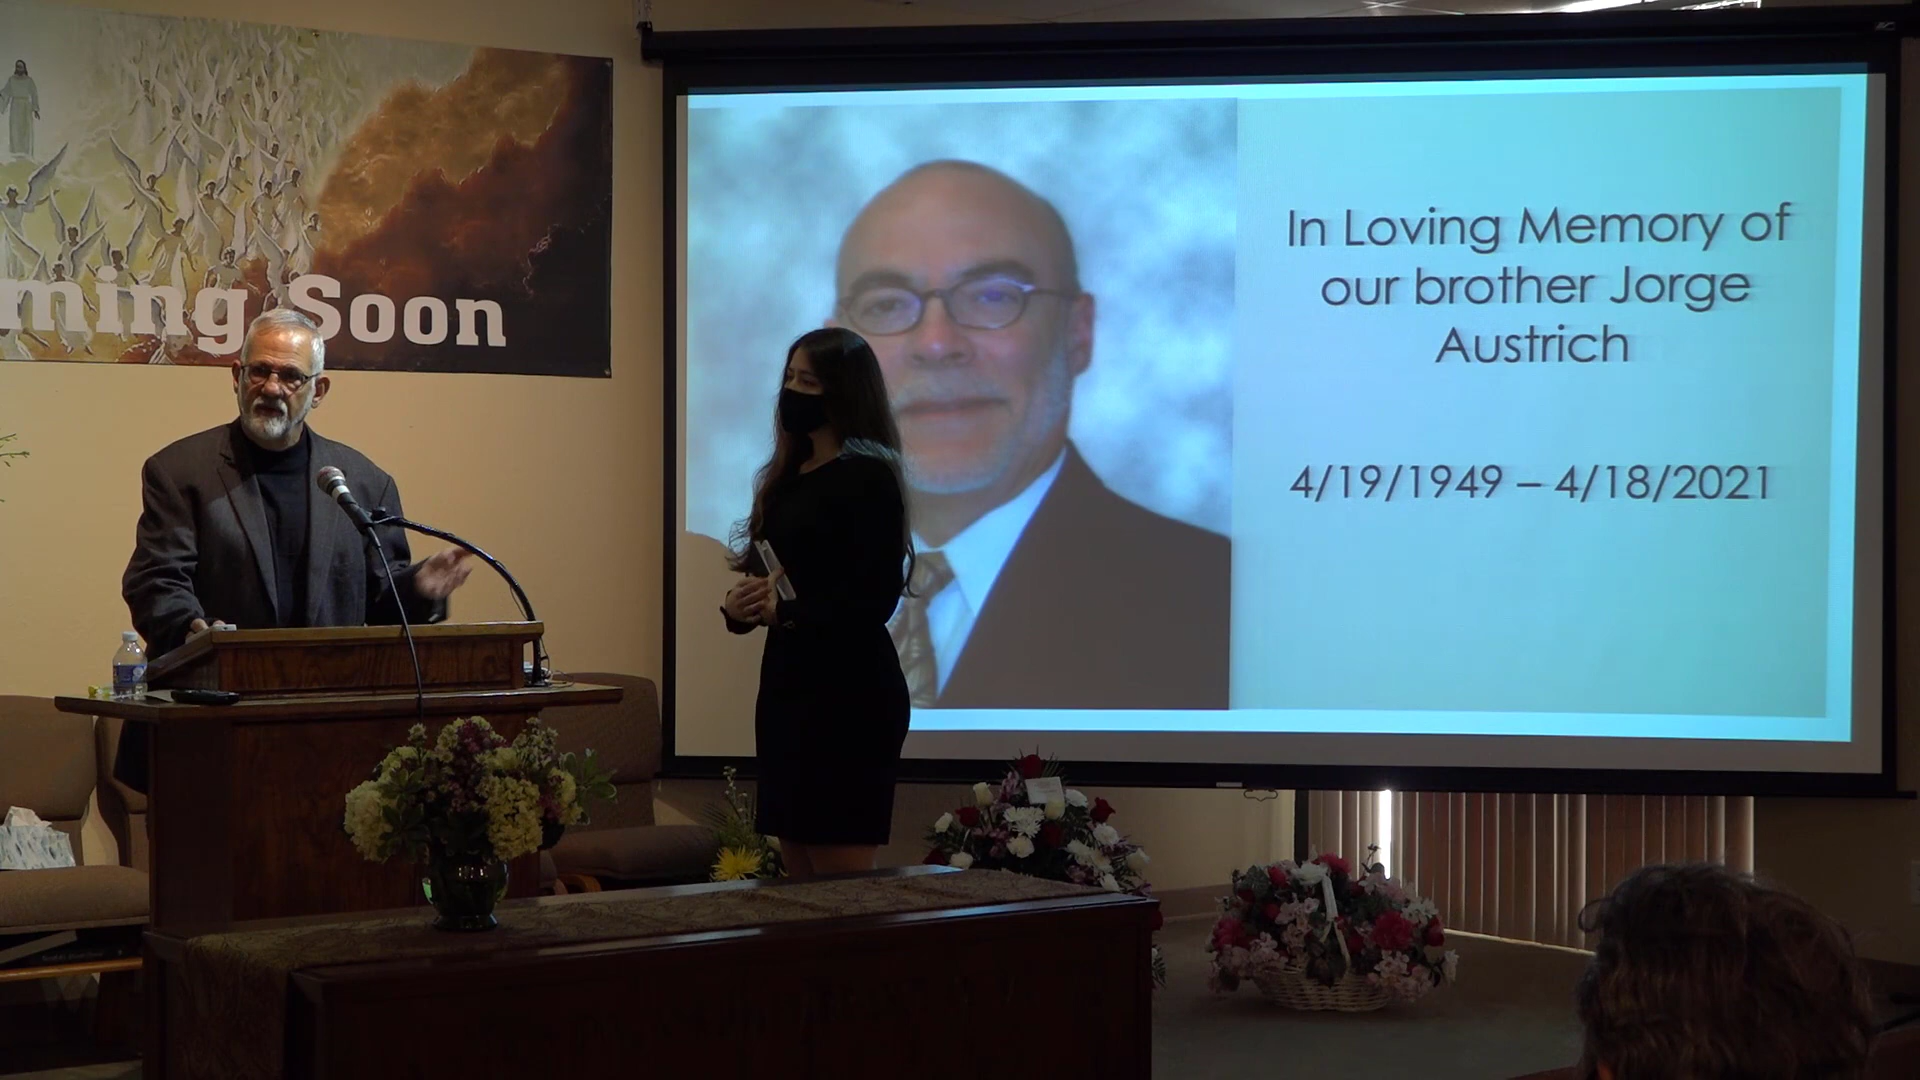 ming Soon
In Loving Memory of
our brother Jorge
Austrich
4/19/1949 – 4/18/2021